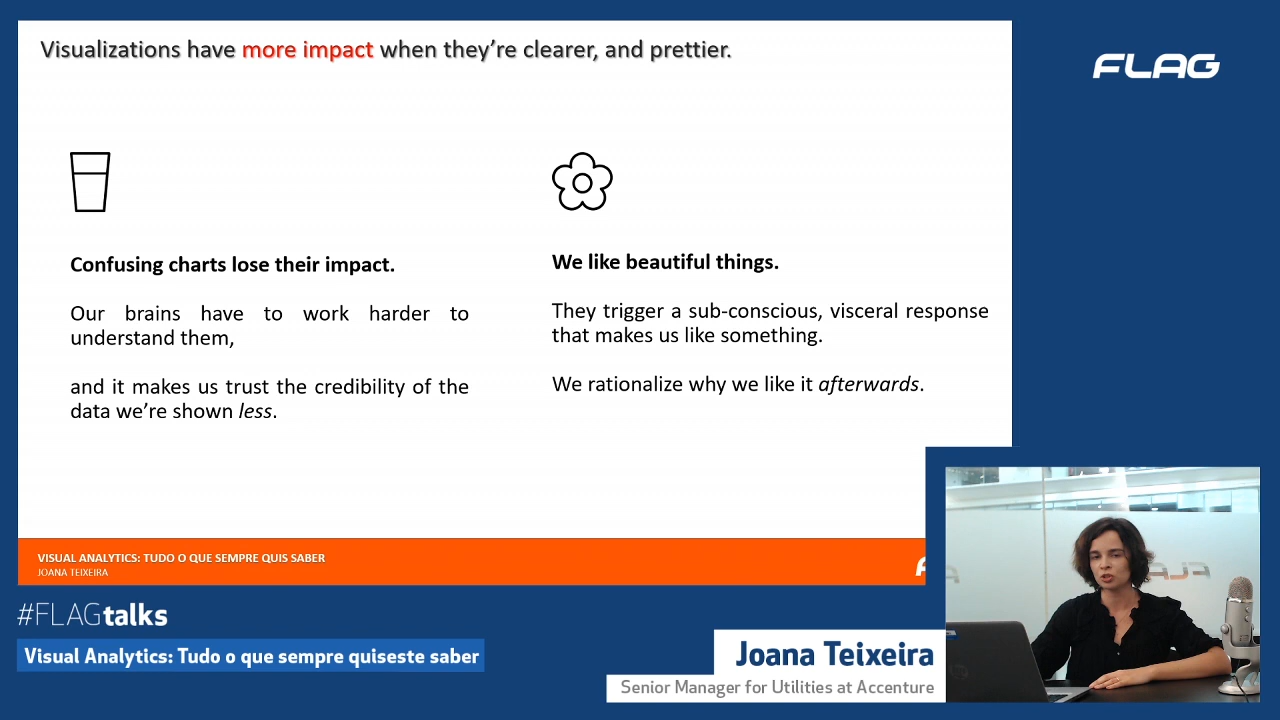 Visualizations have more impact when they’re clearer, and prettier.
FLAG
Confusing charts lose their impact.
Our brains have to work harder to
understand them,
and it makes us trust the credibility of the
data we’re shown less.
We like beautiful things.
They trigger a sub-conscious, visceral response
that makes us like something.
We rationalize why we like it afterwards.
VISUAL ANALYTICS: TUDO O QUE SEMPRE QUIS SABER
JOANA TEIXEIRA
#FLAGtalks
Visual Analytics: Tudo o que sempre quiseste saber
Joana Teixeira
Senior Manager for Utilities at Accenture